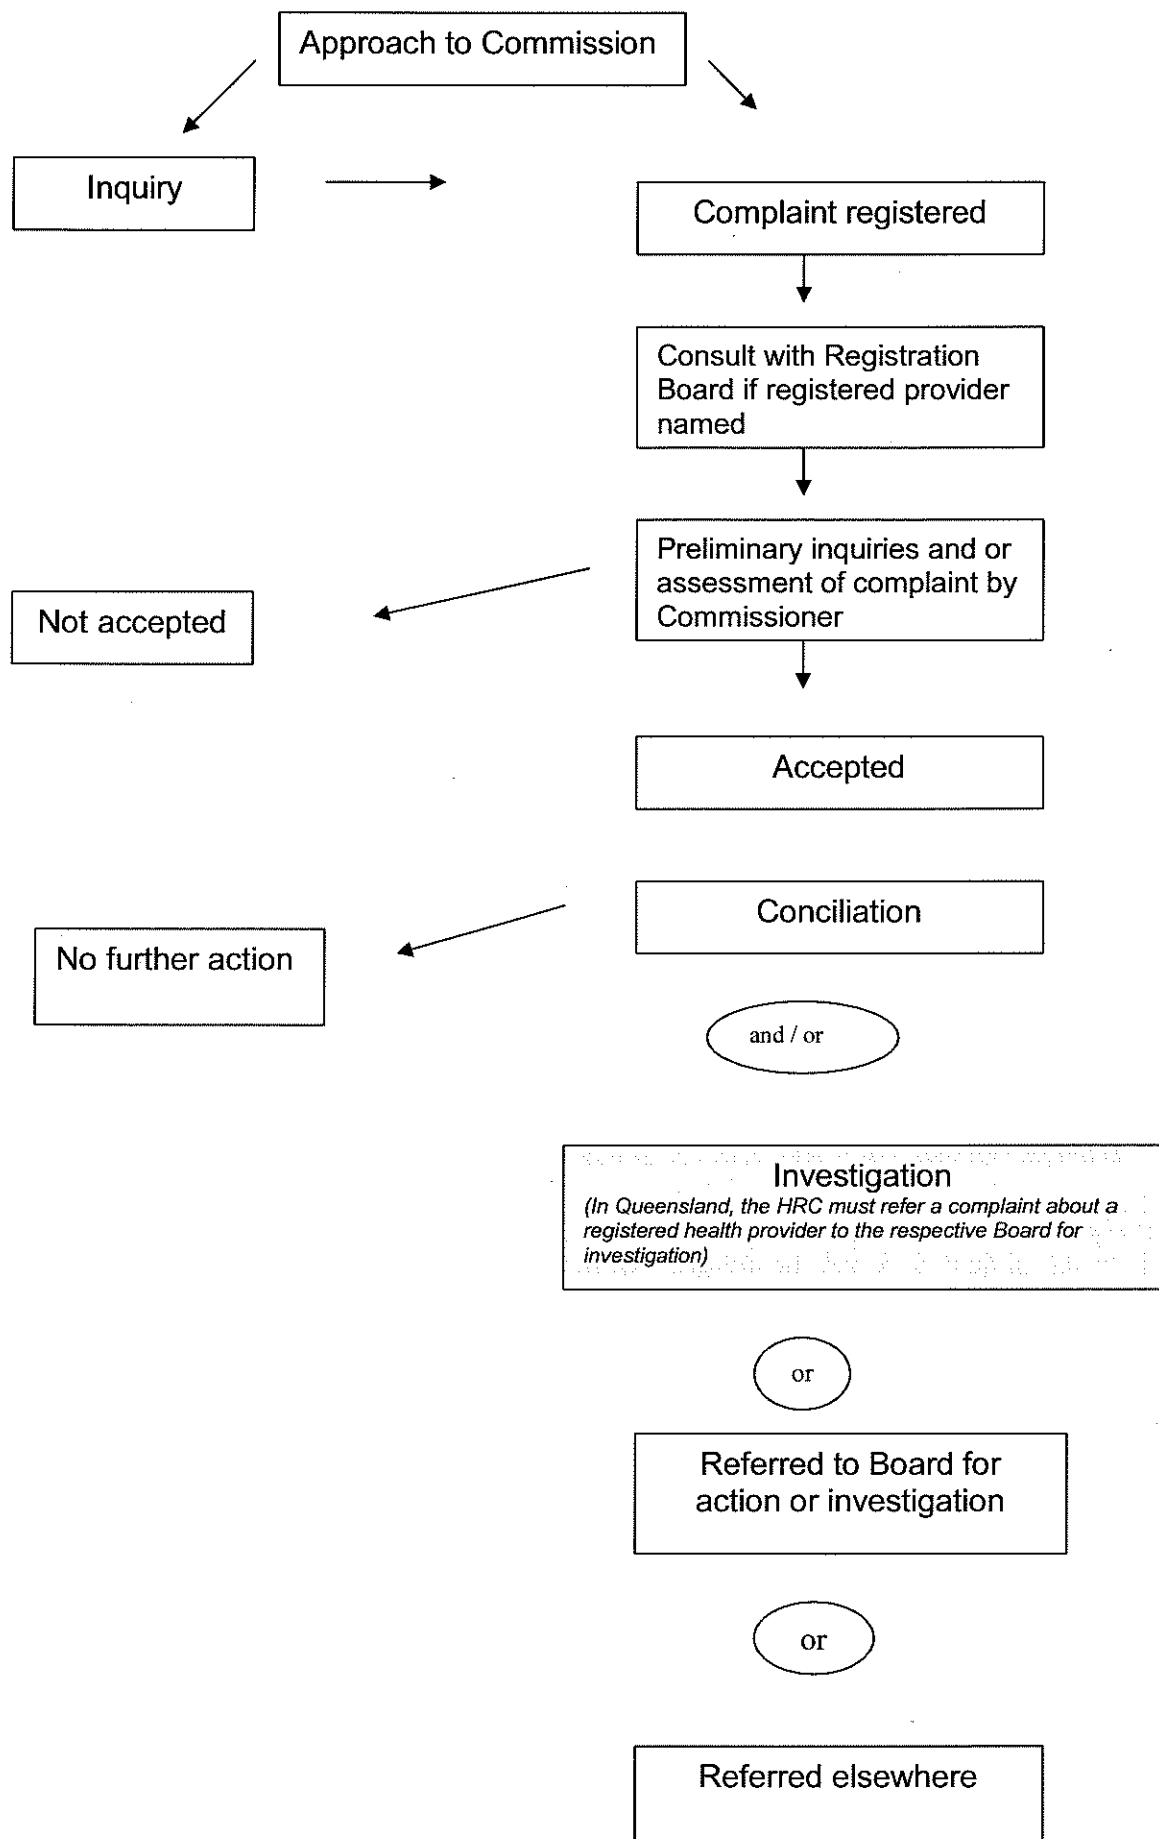 Approach to Commission
Inquiry
Complaint registered
Consult with Registration
Board if registered provider
named
Preliminary inquiries and or
assessment of complaint by
Commissioner
Not accepted
Accepted
Conciliation
No further action
and / or
Investigation
(In Queensland, the HRC must refer a complaint about a
registered health provider to the respective Board for
investigation)
or
Referred to Board for
action or investigation
or
Referred elsewhere